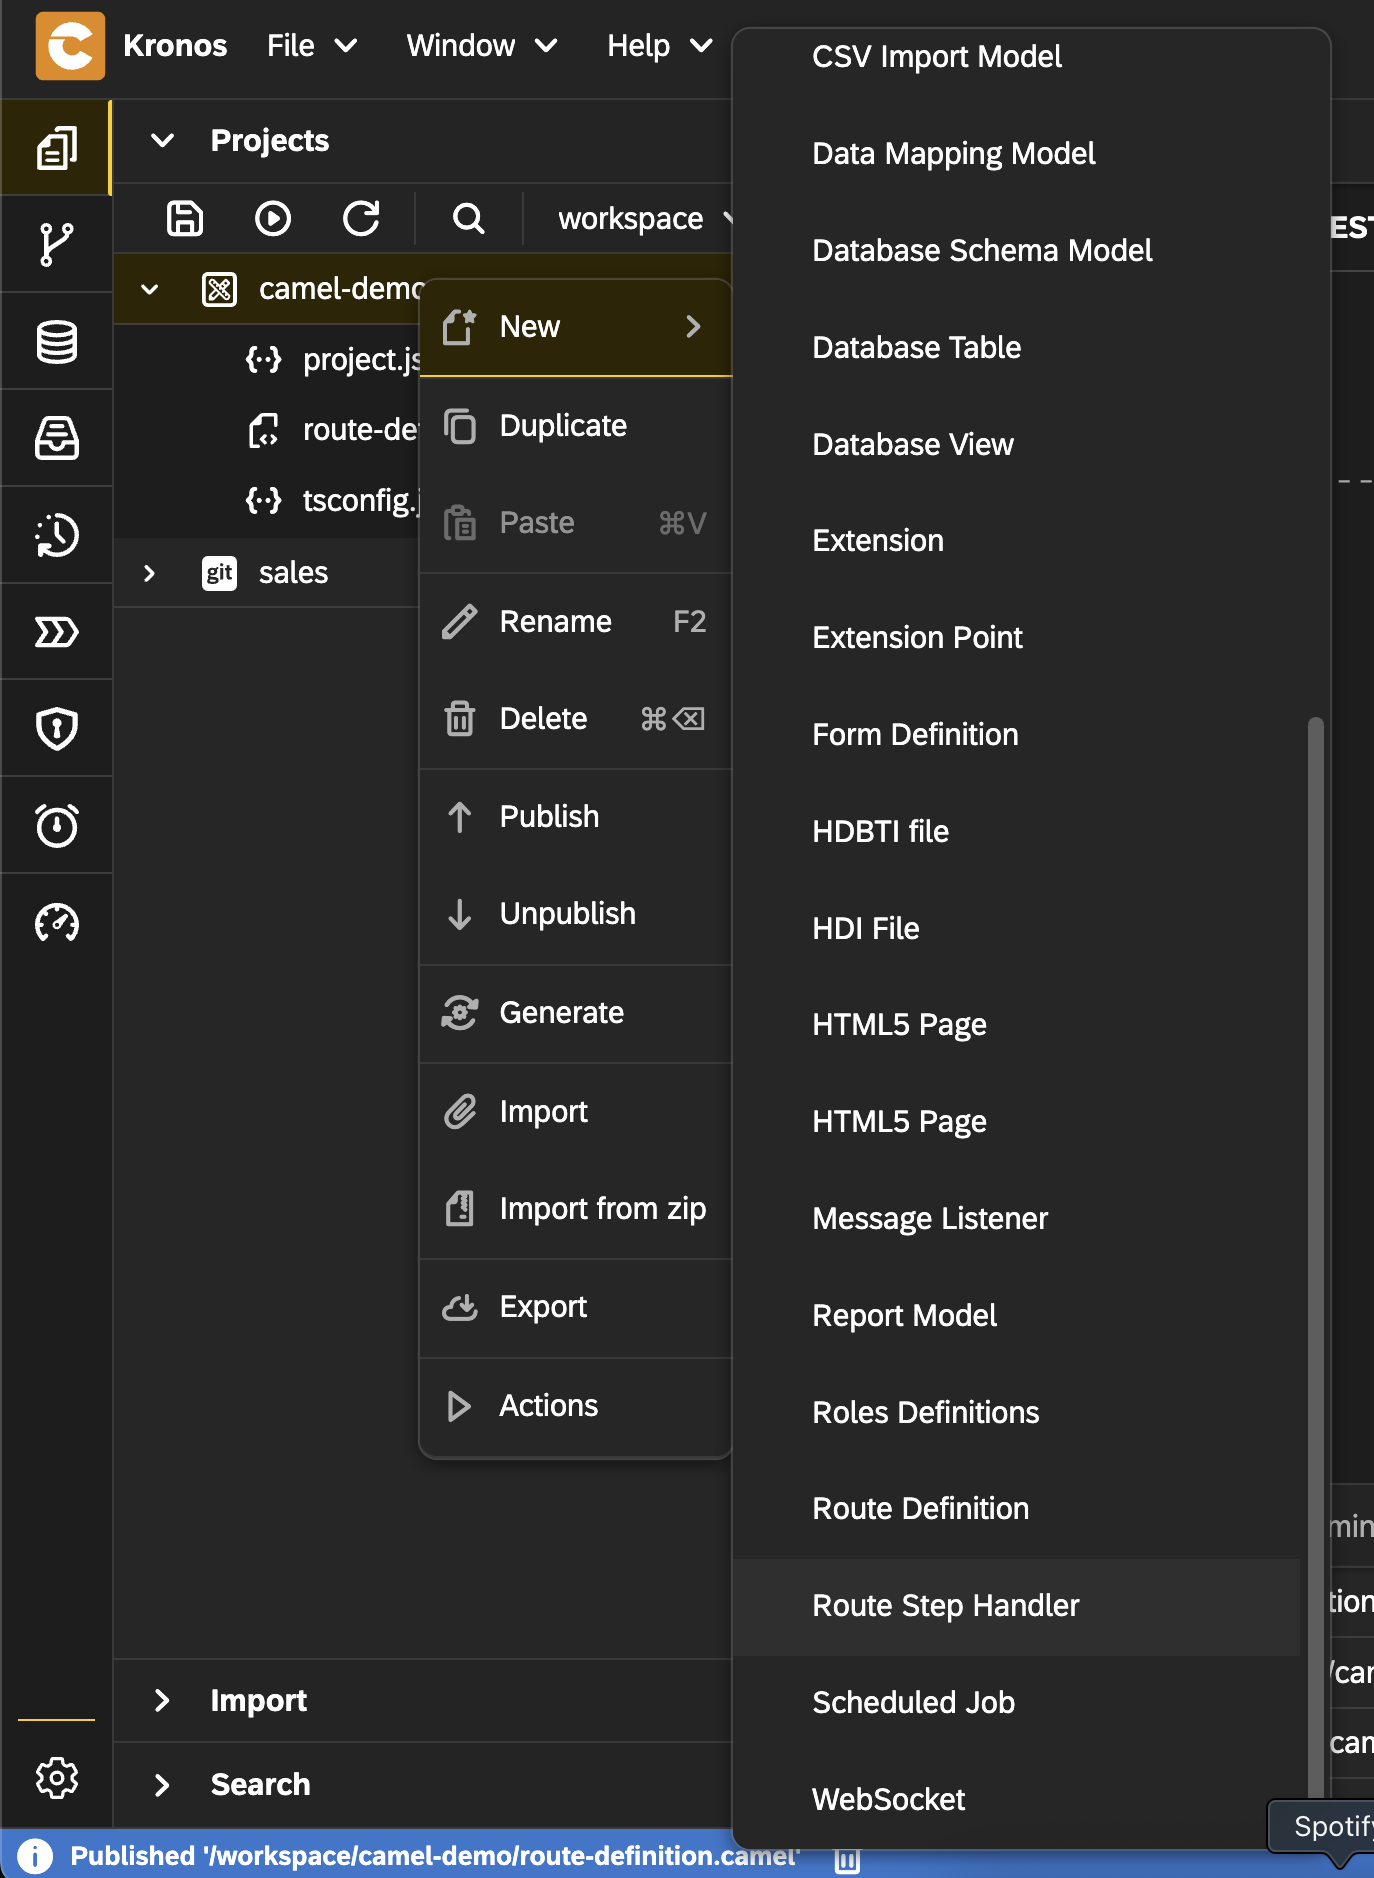 Kronos File Window Help
Projects
workspace
camel-demo
project.js
route-de
tsconfig.j
git sales
New
Duplicate
Paste ⌘V
Rename F2
Delete ⌘⌫
Publish
Unpublish
Generate
Import
Import from zip
Export
Actions
CSV Import Model
Data Mapping Model
Database Schema Model
Database Table
Database View
Extension
Extension Point
Form Definition
HDBTI file
HDI File
HTML5 Page
HTML5 Page
Message Listener
Report Model
Roles Definitions
Route Definition
Route Step Handler
Scheduled Job
WebSocket
EST
min
tion
/car
cam
Import
Search
Spotify
Published '/workspace/camel-demo/route-definition.camel'